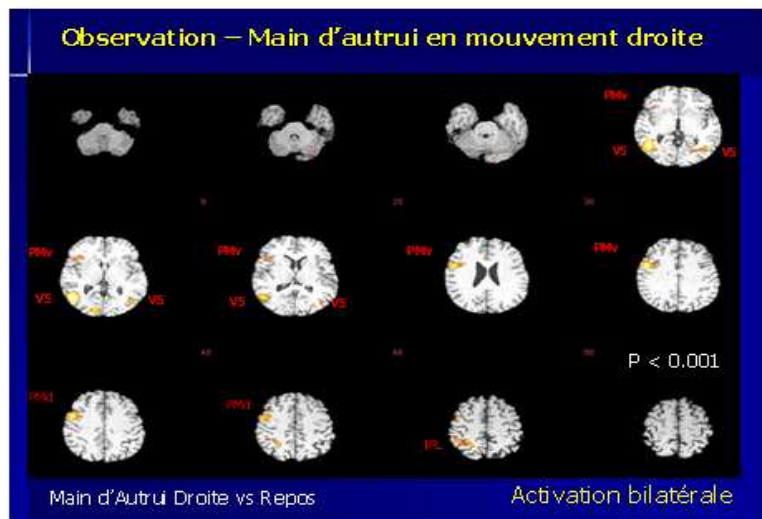 Observation – Main d'autrui en mouvement droite
PMv
V5 V5
PMv PMv PMv PMv
V5 V5 V5 V5
P < 0.001
PMd PMd
IPL
Main d'Autrui Droite vs Repos
Activation bilatérale